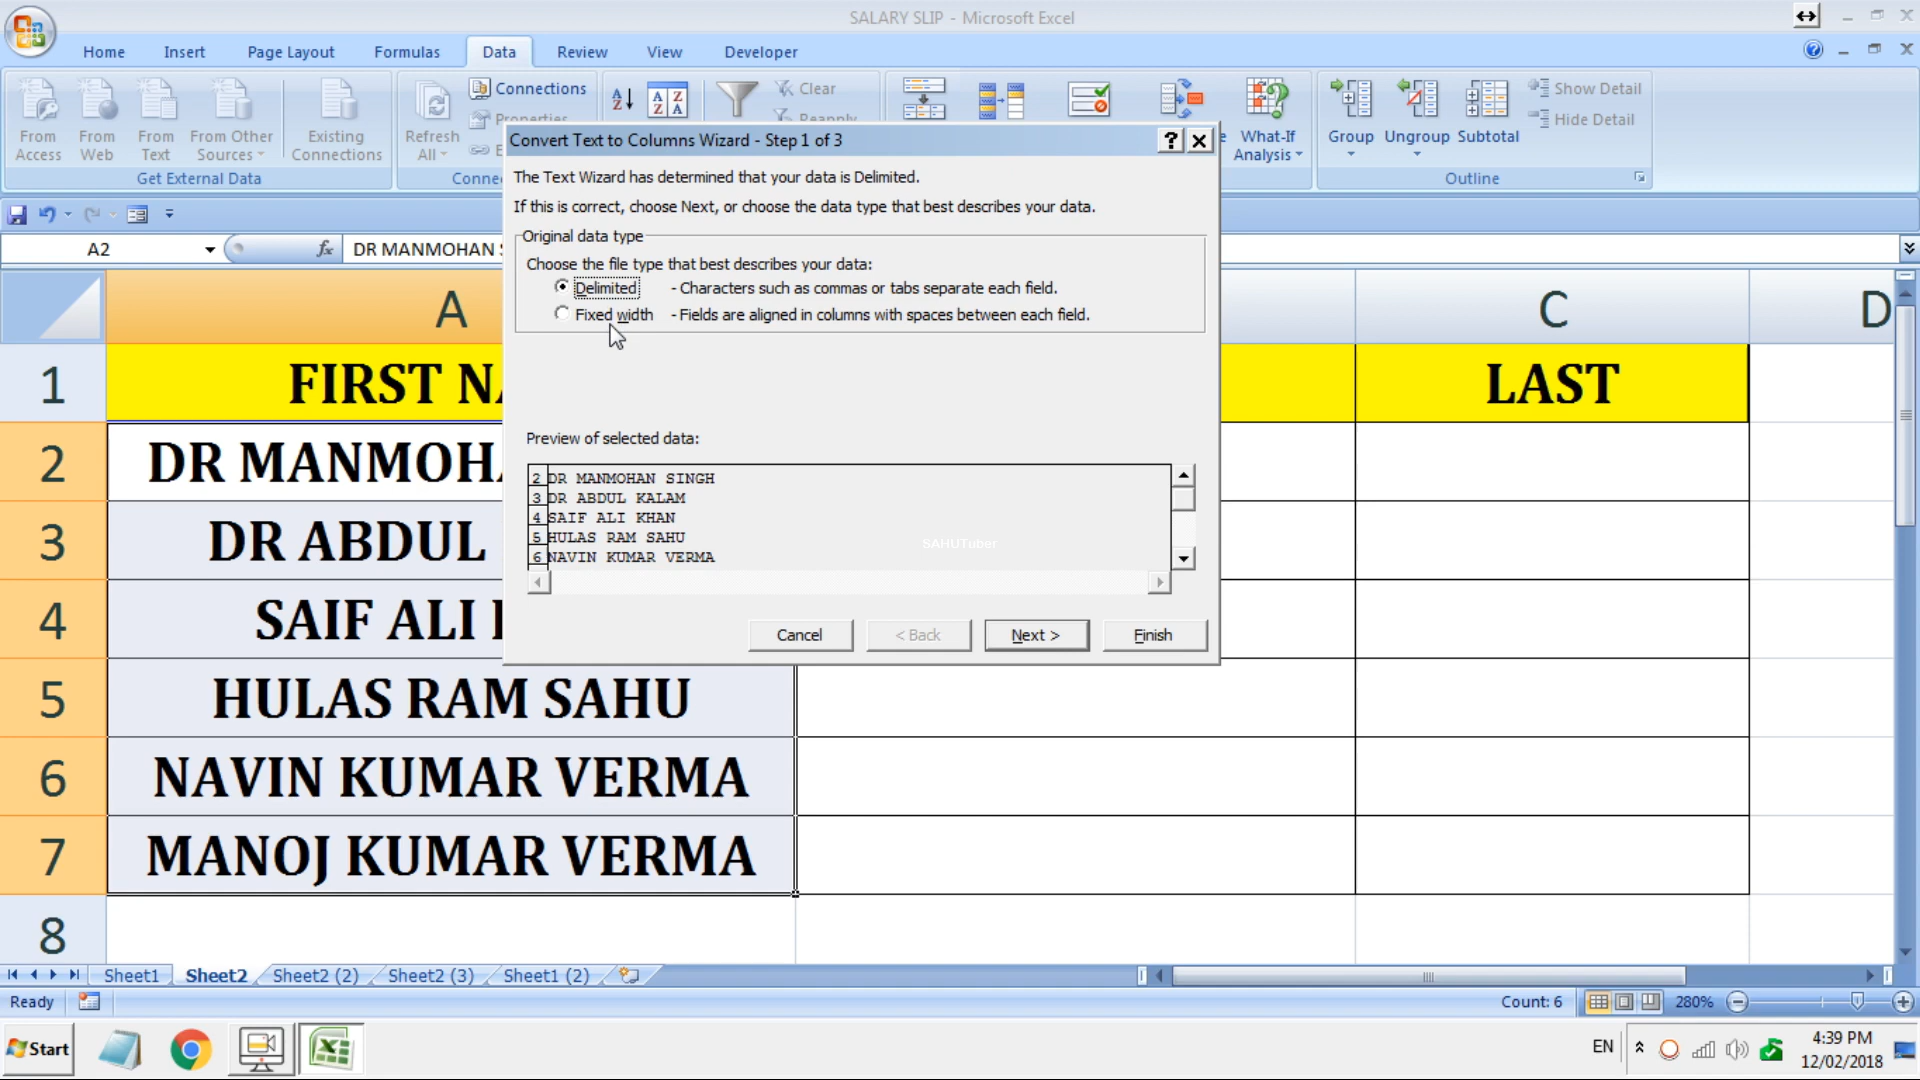 SALARY SLIP - Microsoft Excel
Home Insert Page Layout Formulas Data Review View Developer
From Access
From Web
From Text
From Other Sources
Existing Connections
Get External Data
Refresh All
Connections
Properties
Clear
Reapply
What-If Analysis
Group
Ungroup
Subtotal
Show Detail
Hide Detail
Outline
A2
fx
DR MANMOHAN
Convert Text to Columns Wizard - Step 1 of 3
The Text Wizard has determined that your data is Delimited.
If this is correct, choose Next, or choose the data type that best describes your data.
Original data type
Choose the file type that best describes your data:
Delimited - Characters such as commas or tabs separate each field.
Fixed width - Fields are aligned in columns with spaces between each field.
Preview of selected data:
2 DR MANMOHAN SINGH
3 DR ABDUL KALAM
4 SAIF ALI KHAN
5 HULAS RAM SAHU
6 NAVIN KUMAR VERMA
SAHUTuber
Cancel < Back Next > Finish
A C D
1 FIRST LAST
2 DR
3 DR ABDUL
4 SAIF ALI
5 HULAS RAM SAHU
6 NAVIN KUMAR VERMA
7 MANOJ KUMAR VERMA
8
Sheet1 Sheet2 Sheet2 (2) Sheet2 (3) Sheet1 (2)
Ready Count: 6 280%
Start EN 4:39 PM
12/02/2018